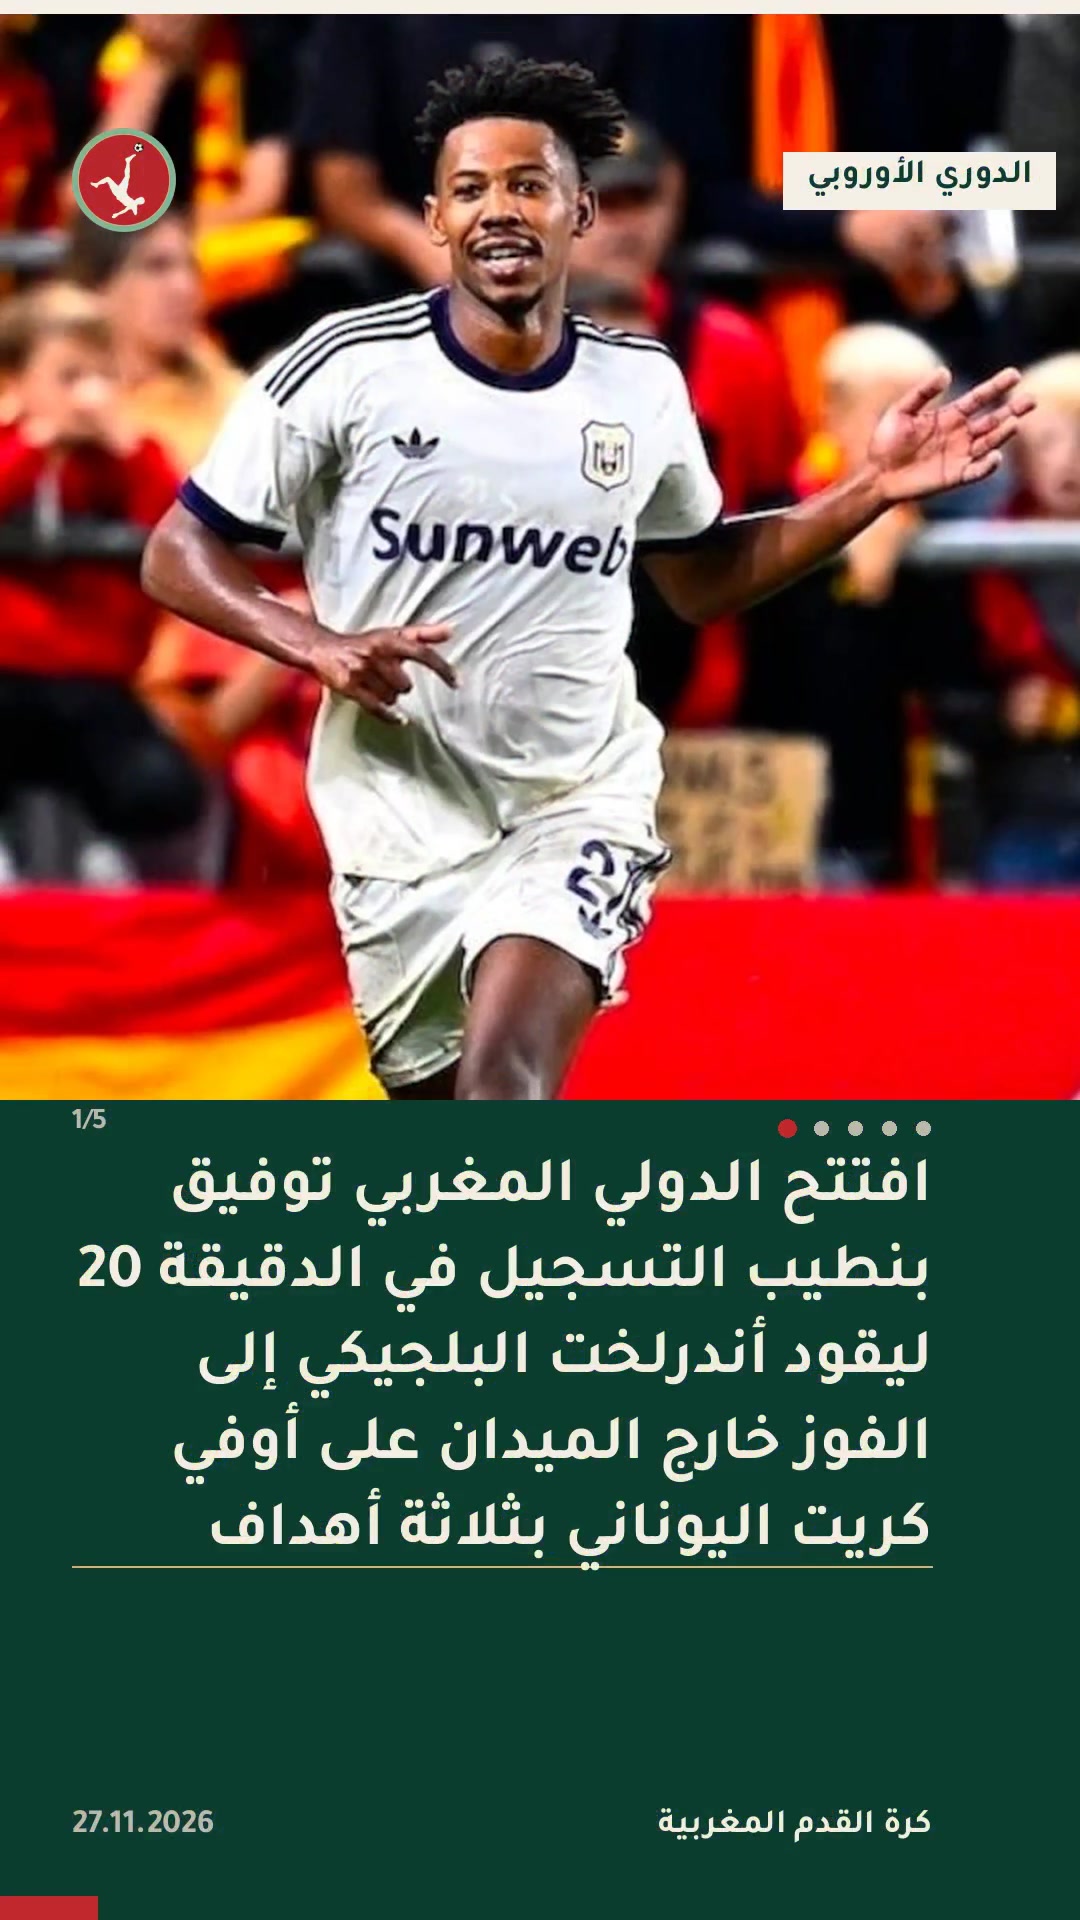 الدوري الأوروبي
Sunweb
27
1/5
افتتح الدولي المغربي توفيق
بنطيب التسجيل في الدقيقة 20
ليقود أندرلخت البلجيكي إلى
الفوز خارج الميدان على أوفي
كريت اليوناني بثلاثة أهداف
كرة القدم المغربية
27.11.2026